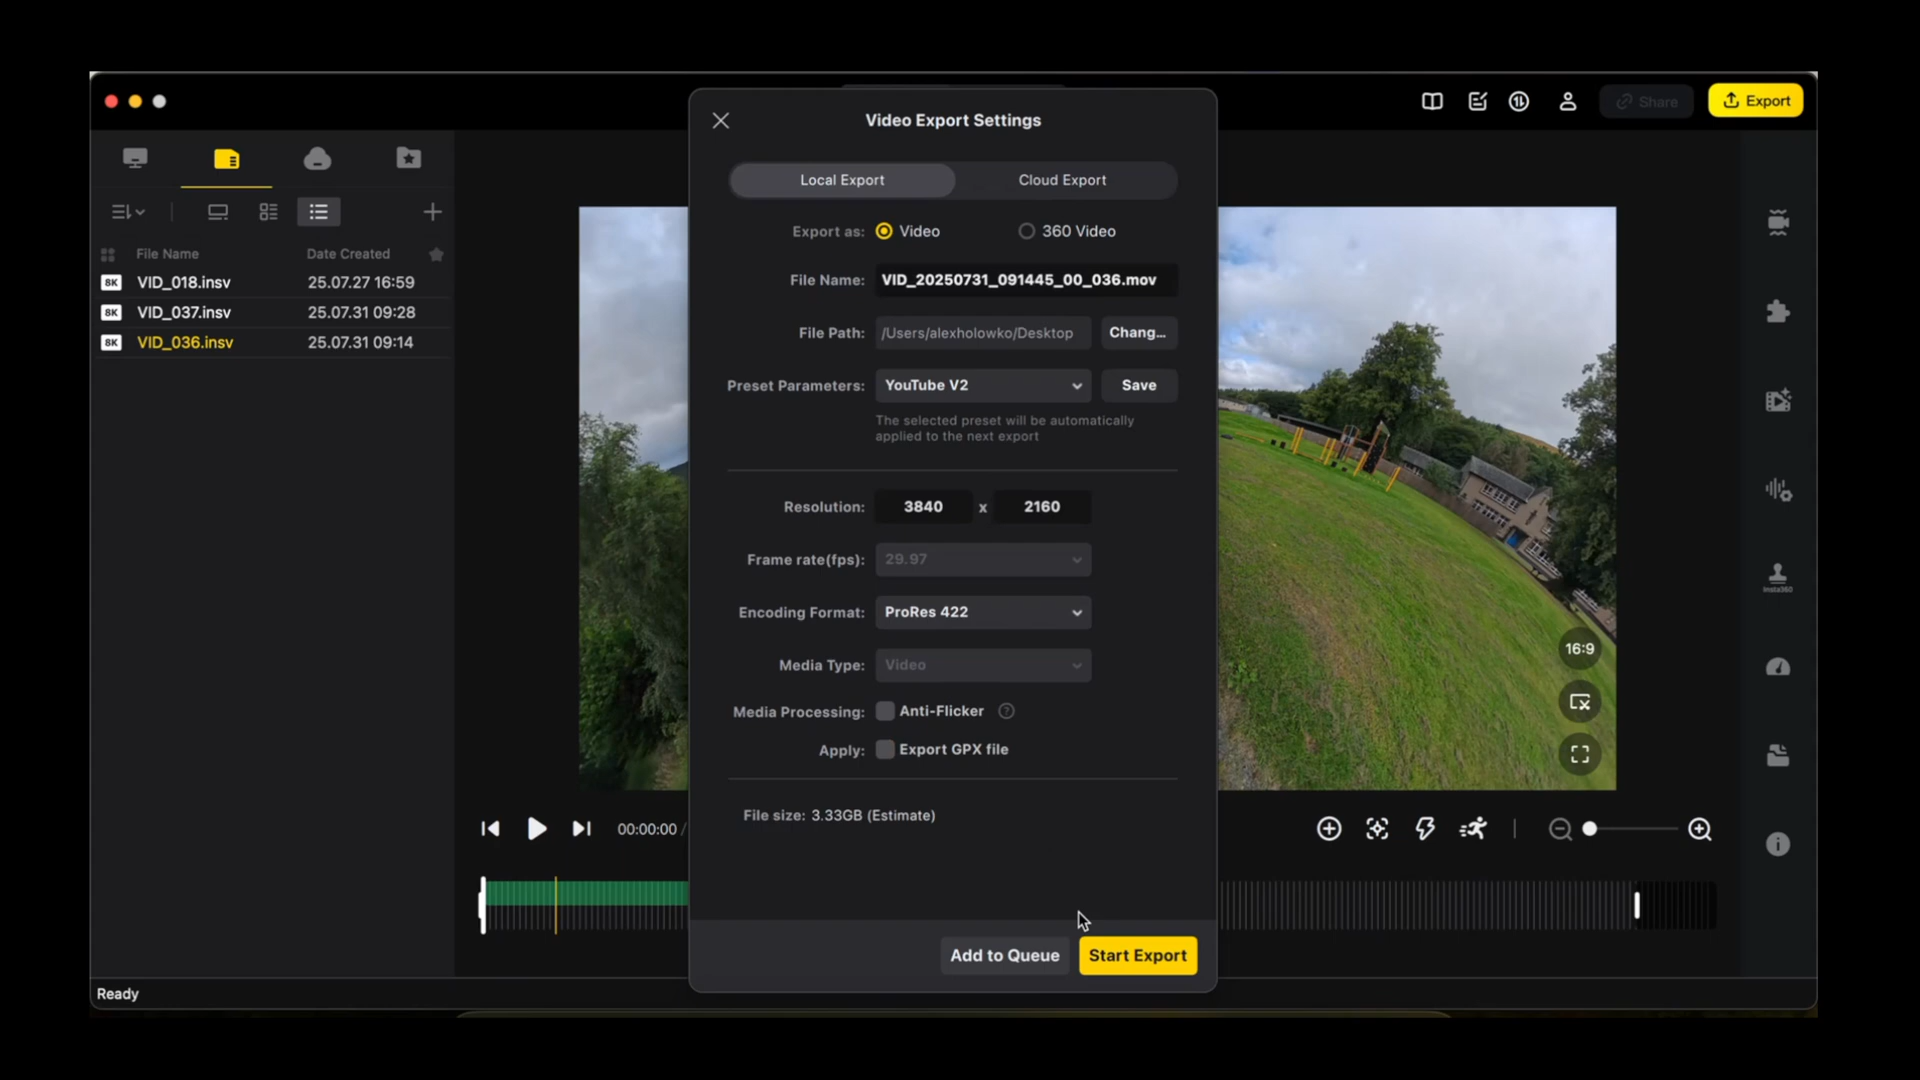 Share
Export
Video Export Settings
Local Export
Cloud Export
Export as:
Video
360 Video
File Name:
VID_20250731_091445_00_036.mov
File Path:
/Users/alexholowko/Desktop
Chang...
Preset Parameters:
YouTube V2
Save
The selected preset will be automatically
applied to the next export
Resolution:
3840
x
2160
Frame rate(fps):
29.97
Encoding Format:
ProRes 422
Media Type:
Video
Media Processing:
Anti-Flicker
?
Apply:
Export GPX file
File size: 3.33GB (Estimate)
Add to Queue
Start Export
File Name
Date Created
8K VID_018.insv 25.07.27 16:59
8K VID_037.insv 25.07.31 09:28
8K VID_036.insv 25.07.31 09:14
16:9
Insta360
00:00:00 /
Ready